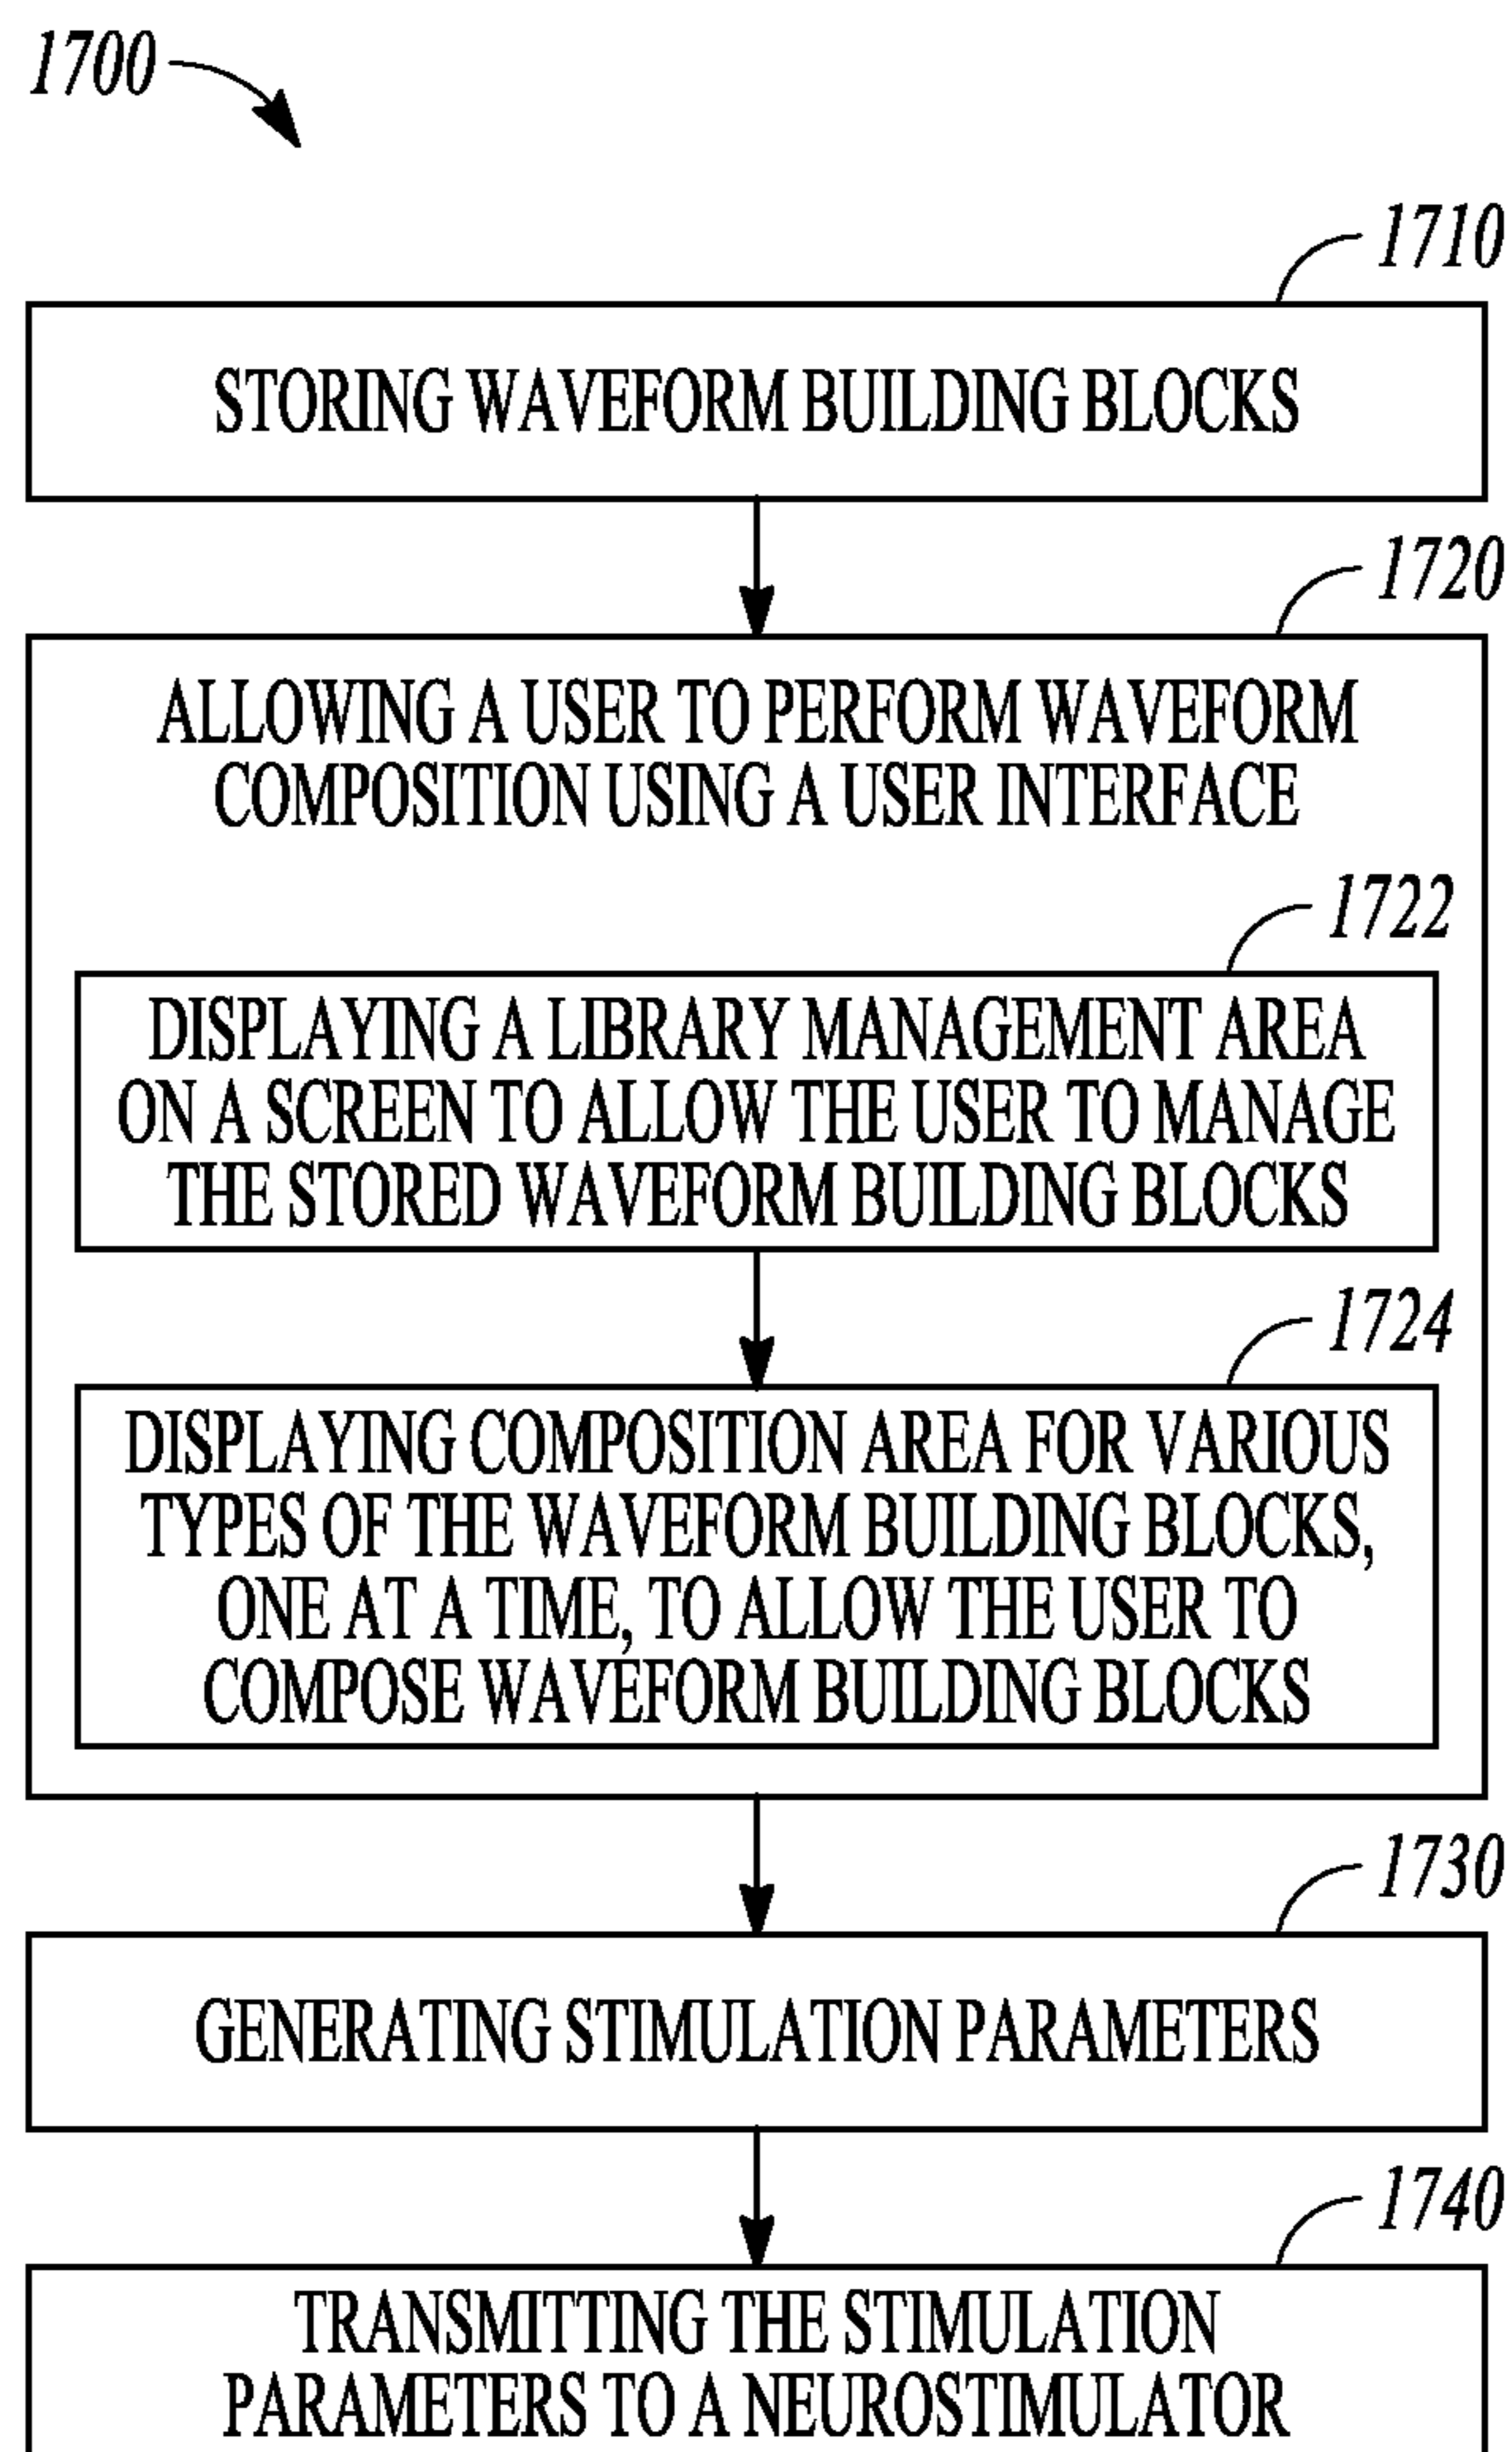 1700
1710
STORING WAVEFORM BUILDING BLOCKS
1720
ALLOWING A USER TO PERFORM WAVEFORM
COMPOSITION USING A USER INTERFACE
1722
DISPLAYING A LIBRARY MANAGEMENT AREA
ON A SCREEN TO ALLOW THE USER TO MANAGE
THE STORED WAVEFORM BUILDING BLOCKS
1724
DISPLAYING COMPOSITION AREA FOR VARIOUS
TYPES OF THE WAVEFORM BUILDING BLOCKS,
ONE AT A TIME, TO ALLOW THE USER TO
COMPOSE WAVEFORM BUILDING BLOCKS
1730
GENERATING STIMULATION PARAMETERS
1740
TRANSMITTING THE STIMULATION
PARAMETERS TO A NEUROSTIMULATOR